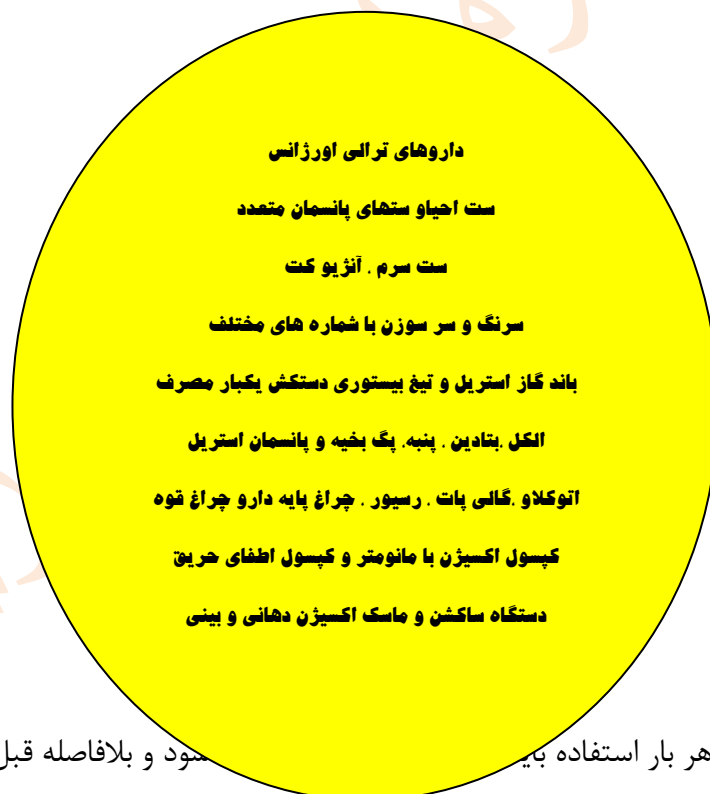 داروهای ترالی اورژانس
ست احیاو ستهای پانسمان متعدد
ست سرم . آنژیو کت
سرنگ و سر سوزن با شماره های مختلف
باند گاز استریل و تیغ بیستوری دستکش یکبار مصرف
الکل .بتادین . پنبه. پگ بخیه و پانسمان استریل
اتوکلاو .گالی پات . رسیور . چراغ پایه دارو چراغ قوه
کپسول اکسیژن با مانومتر و کپسول اطفای حریق
دستگاه ساکشن و ماسک اکسیژن دهانی و بینی
هر بار استفاده و بلافاصله قبل